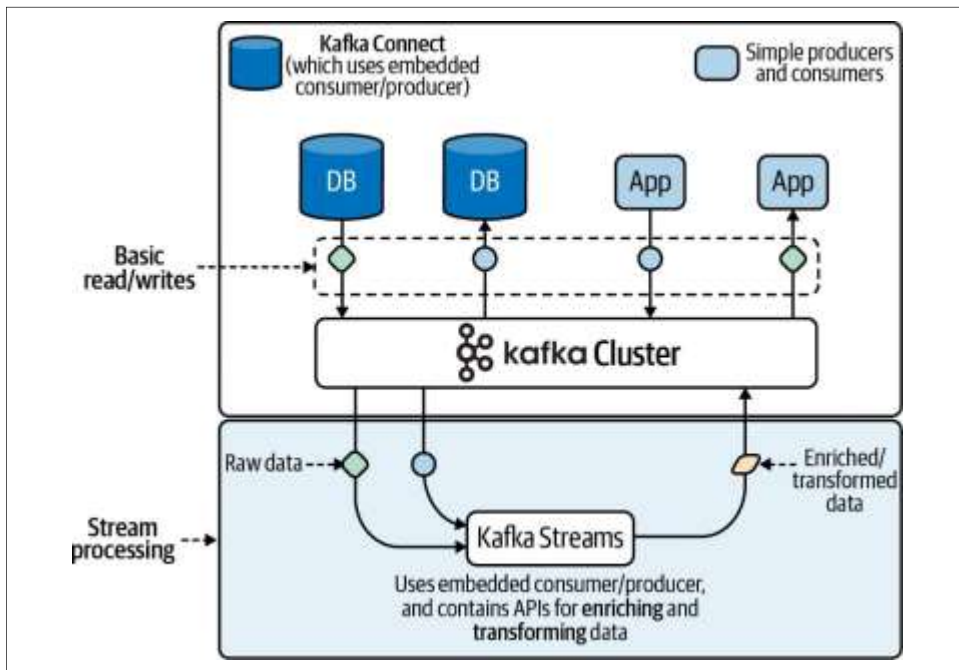 Kafka Connect
(which uses embedded
consumer/producer)
Simple producers
and consumers
DB
DB
App
App
Basic
read/writes
kafka Cluster
Raw data
Enriched/
transformed
data
Stream
processing
Kafka Streams
Uses embedded consumer/producer,
and contains APIs for enriching and
transforming data